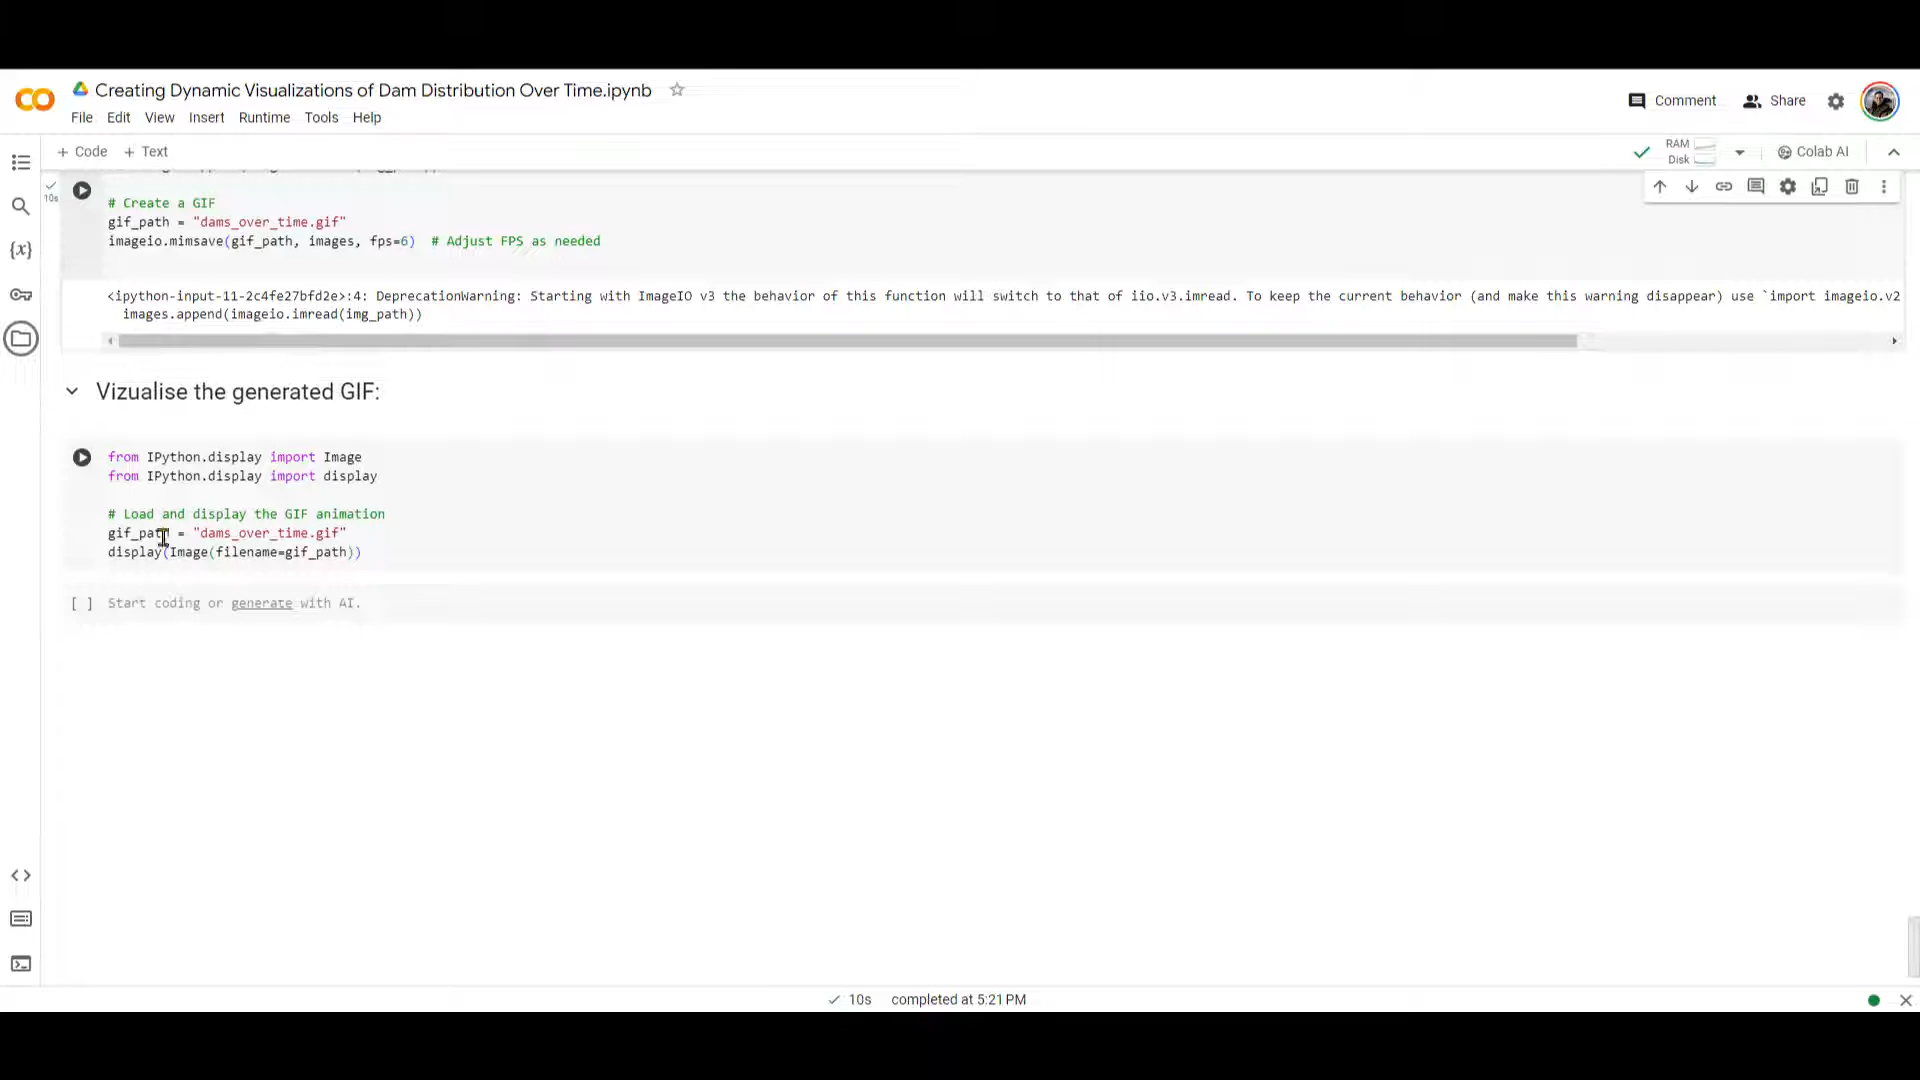 Creating Dynamic Visualizations of Dam Distribution Over Time.ipynb
Comment
Share
File Edit View Insert Runtime Tools Help
+ Code + Text
RAM
Disk
Colab AI
10s
# Create a GIF
gif_path = "dams_over_time.gif"
imageio.mimsave(gif_path, images, fps=6)  # Adjust FPS as needed
<ipython-input-11-2c4fe27bfd2e>:4: DeprecationWarning: Starting with ImageIO v3 the behavior of this function will switch to that of iio.v3.imread. To keep the current behavior (and make this warning disappear) use `import imageio.v2
images.append(imageio.imread(img_path))
Vizualise the generated GIF:
from IPython.display import Image
from IPython.display import display
# Load and display the GIF animation
gif_path = "dams_over_time.gif"
display(Image(filename=gif_path))
[ ] Start coding or generate with AI.
10s completed at 5:21 PM